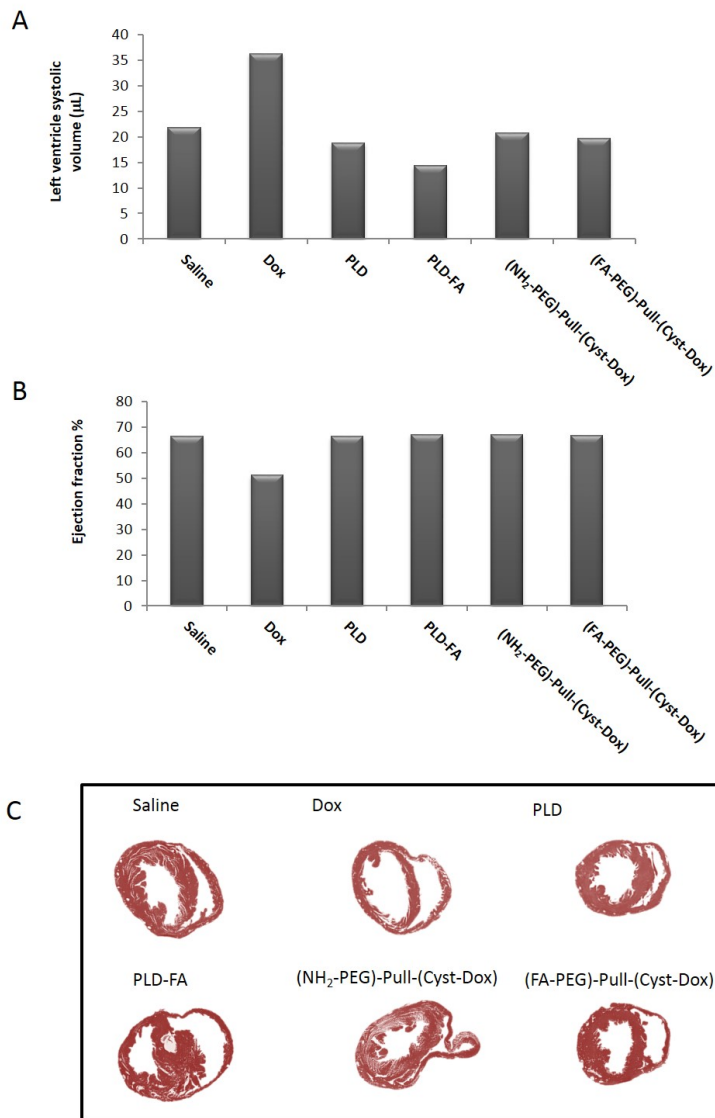 A
Left ventricle systolic
volume (μL)
40
35
30
25
20
15
10
5
0
Saline
Dox
PLD
PLD-FA
(NH₂-PEG)-Pull-(Cyst-Dox)
(FA-PEG)-Pull-(Cyst-Dox)
B
Ejection fraction %
80
70
60
50
40
30
20
10
0
Saline
Dox
PLD
PLD-FA
(NH₂-PEG)-Pull-(Cyst-Dox)
(FA-PEG)-Pull-(Cyst-Dox)
C
Saline
Dox
PLD
PLD-FA
(NH₂-PEG)-Pull-(Cyst-Dox)
(FA-PEG)-Pull-(Cyst-Dox)